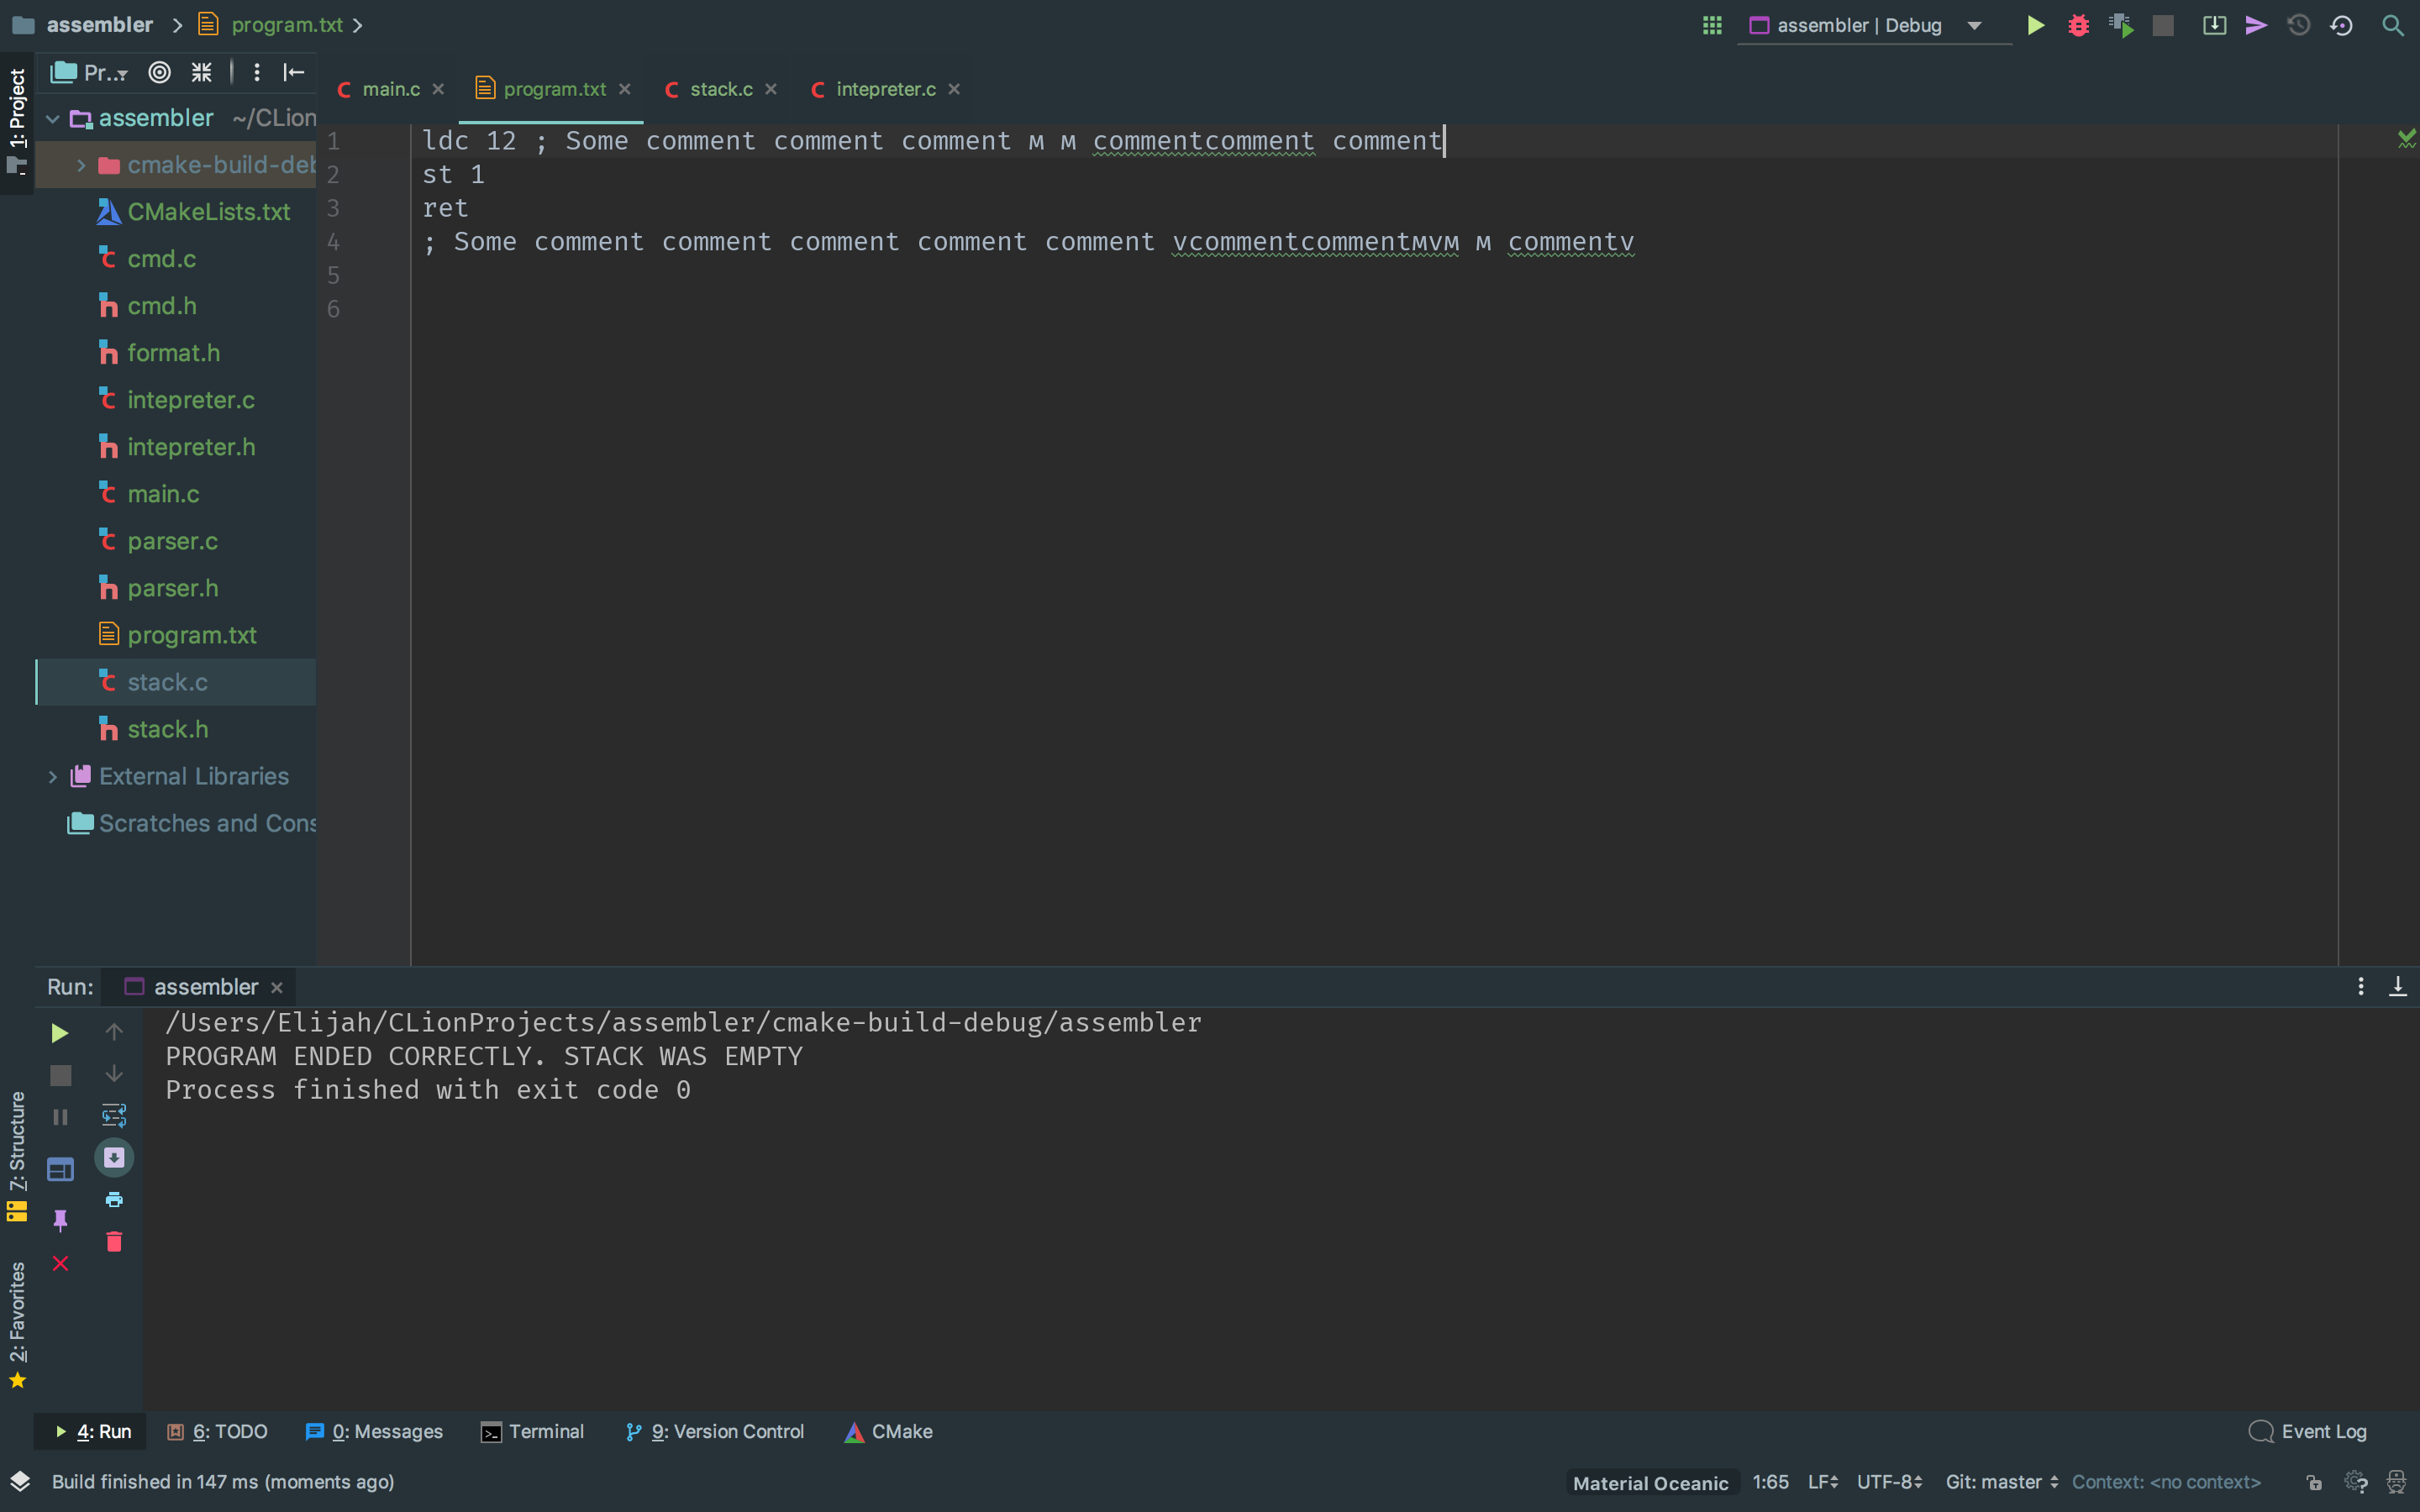 assembler program.txt
assembler | Debug
1: Project
Pr...
assembler ~/CLion
cmake-build-deb
CMakeLists.txt
cmd.c
cmd.h
format.h
intepreter.c
intepreter.h
main.c
parser.c
parser.h
program.txt
stack.c
stack.h
External Libraries
Scratches and Cons
main.c program.txt stack.c intepreter.c
1 ldc 12 ; Some comment comment comment м м commentcomment comment
2 st 1
3 ret
4 ; Some comment comment comment comment comment vcommentcommentмvм м commentv
5
6
Run: assembler
/Users/Elijah/CLionProjects/assembler/cmake-build-debug/assembler
PROGRAM ENDED CORRECTLY. STACK WAS EMPTY
Process finished with exit code 0
7: Structure
2: Favorites
4: Run 6: TODO 0: Messages Terminal 9: Version Control CMake Event Log
Build finished in 147 ms (moments ago) Material Oceanic 1:65 LF UTF-8 Git: master Context: <no context>